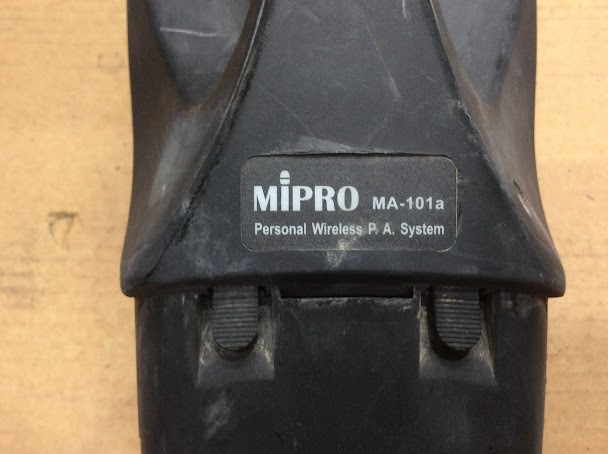 MiPRO MA-101a
Personal Wireless P. A. System